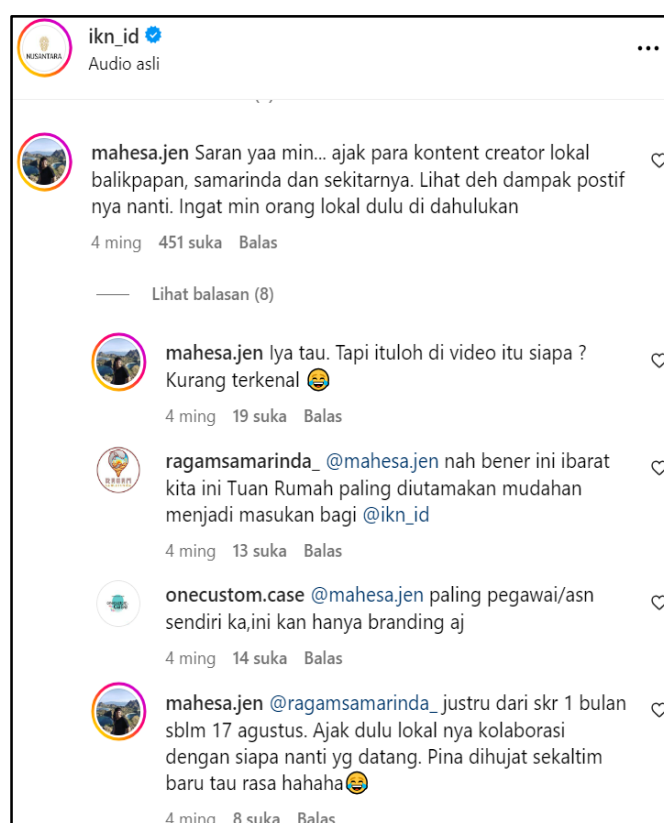 ikn_id
NUSANTARA
Audio asli
mahesa.jen Saran yaa min... ajak para kontent creator lokal
balikpapan, samarinda dan sekitarnya. Lihat deh dampak postif
nya nanti. Ingat min orang lokal dulu di dahulukan
4 ming 451 suka Balas
Lihat balasan (8)
mahesa.jen Iya tau. Tapi ituloh di video itu siapa ?
Kurang terkenal 😂
4 ming 19 suka Balas
ragamsamarinda_ @mahesa.jen nah bener ini ibarat
kita ini Tuan Rumah paling diutamakan mudahan
menjadi masukan bagi @ikn_id
4 ming 13 suka Balas
onecustom.case @mahesa.jen paling pegawai/asn
sendiri ka,ini kan hanya branding aj
4 ming 14 suka Balas
mahesa.jen @ragamsamarinda_ justru dari skr 1 bulan
sblm 17 agustus. Ajak dulu lokal nya kolaborasi
dengan siapa nanti yg datang. Pina dihujat sekaltim
baru tau rasa hahaha😂
4 ming 8 suka Balas